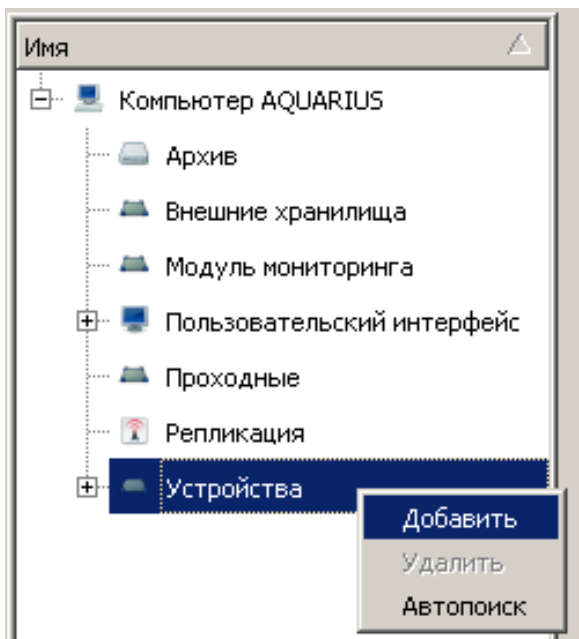 Имя
Компьютер AQUARIUS
Архив
Внешние хранилища
Модуль мониторинга
Пользовательский интерфейс
Проходные
Репликация
Устройства
Добавить
Удалить
Автопоиск